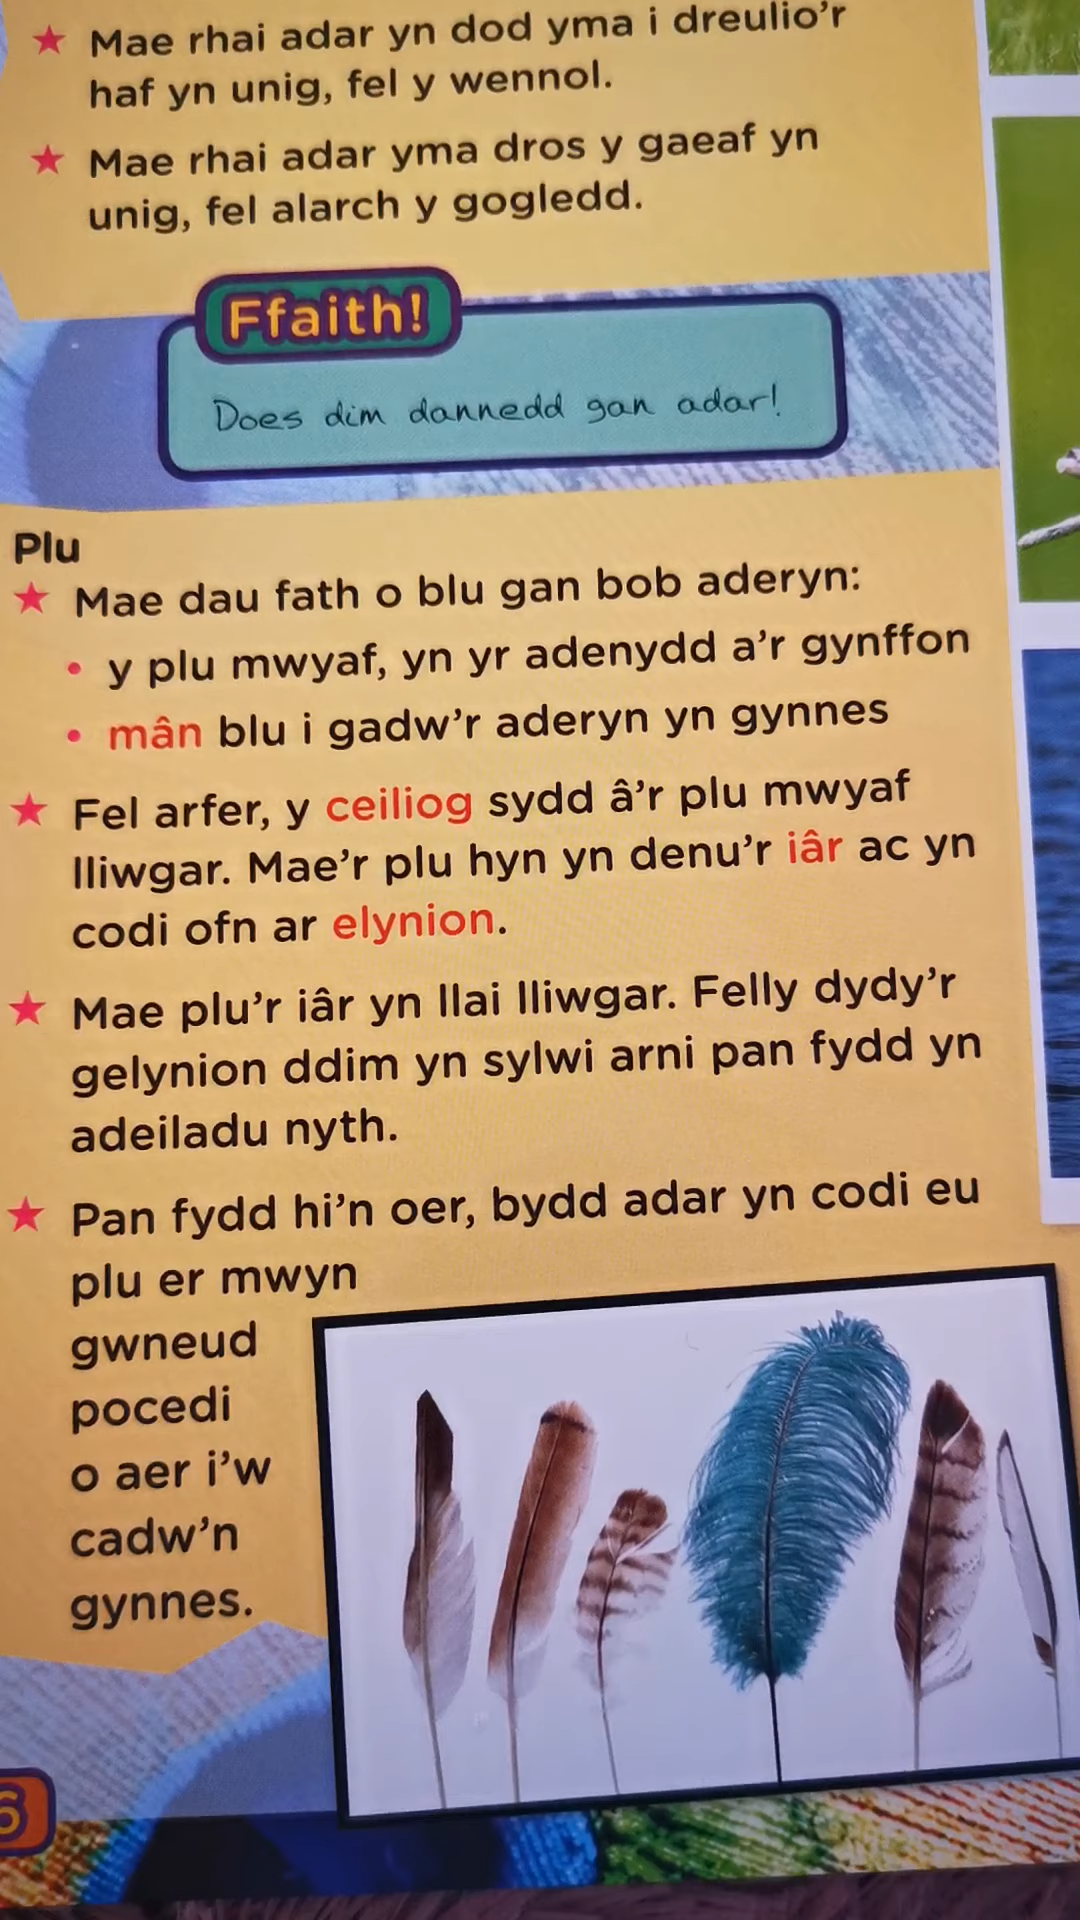 ★ Mae rhai adar yn dod yma i dreulio'r
haf yn unig, fel y wennol.
★ Mae rhai adar yma dros y gaeaf yn
unig, fel alarch y gogledd.
Ffaith!
Does dim dannedd gan adar!
Plu
★ Mae dau fath o blu gan bob aderyn:
• y plu mwyaf, yn yr adenydd a'r gynffon
• mân blu i gadw'r aderyn yn gynnes
★ Fel arfer, y ceiliog sydd â'r plu mwyaf
lliwgar. Mae'r plu hyn yn denu'r iâr ac yn
codi ofn ar elynion.
★ Mae plu'r iâr yn llai lliwgar. Felly dydy'r
gelynion ddim yn sylwi arni pan fydd yn
adeiladu nyth.
★ Pan fydd hi'n oer, bydd adar yn codi eu
plu er mwyn
gwneud
pocedi
o aer i'w
cadw'n
gynnes.
6